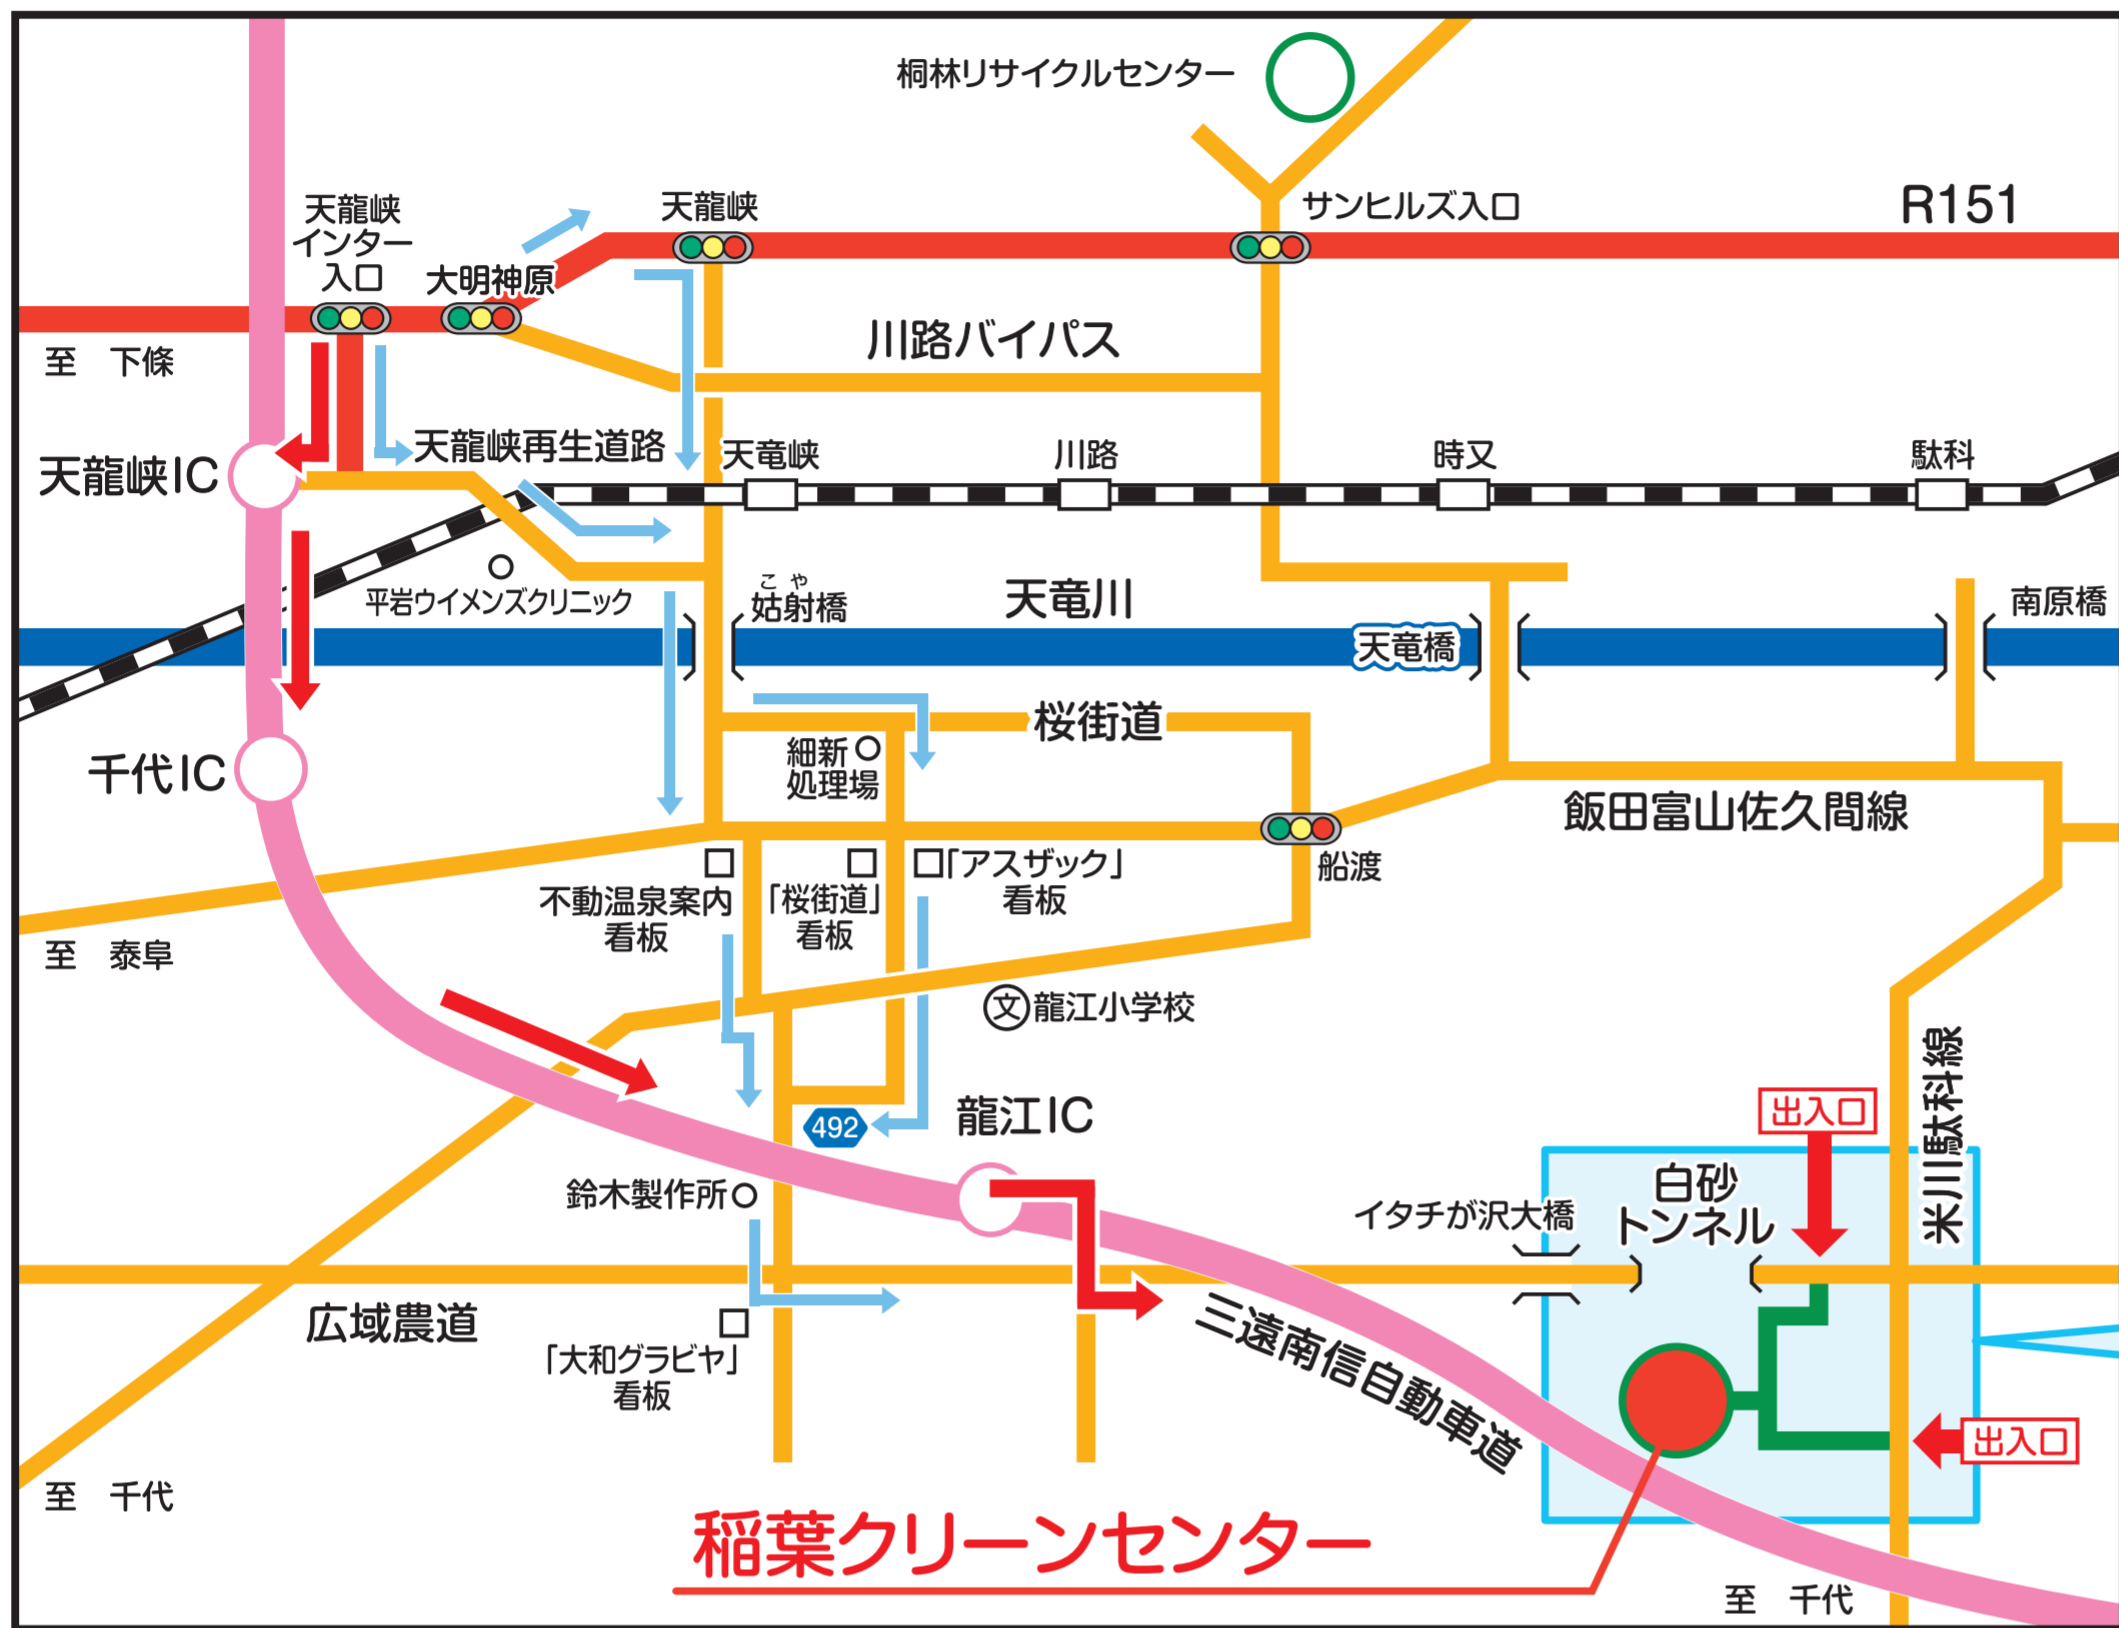 桐林リサイクルセンター
天龍峡
インター
入口
大明神原
天龍峡
サンヒルズ入口
R151
至　下條
川路バイパス
天龍峡IC
天龍峡再生道路
天竜峡
川路
時又
駄科
平岩ウイメンズクリニック
こや
姑射橋
天竜川
天竜橋
南原橋
千代IC
桜街道
細新
処理場
飯田富山佐久間線
船渡
不動温泉案内
看板
「桜街道」
看板
「アスザック」
看板
至　泰阜
文
龍江小学校
492
龍江IC
鈴木製作所
出入口
米川駄科線
イタチが沢大橋
白砂
トンネル
広域農道
「大和グラビヤ」
看板
三遠南信自動車道
出入口
至　千代
稲葉クリーンセンター
至　千代